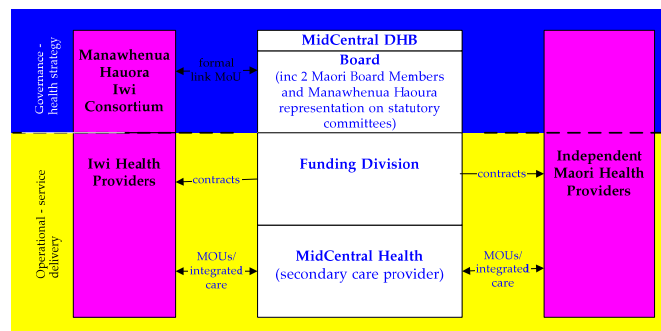 Governance -
health strategy
Manawhenua
Hauora
Iwi
Consortium
formal
link MoU
MidCentral DHB
Board
(inc 2 Maori Board Members
and Manawhenua Haoura
representation on statutory
committees)
Operational - service
delivery
Iwi Health
Providers
contracts
Funding Division
contracts
Independent
Maori Health
Providers
MOUs/
integrated
care
MidCentral Health
(secondary care provider)
MOUs/
integrated
care